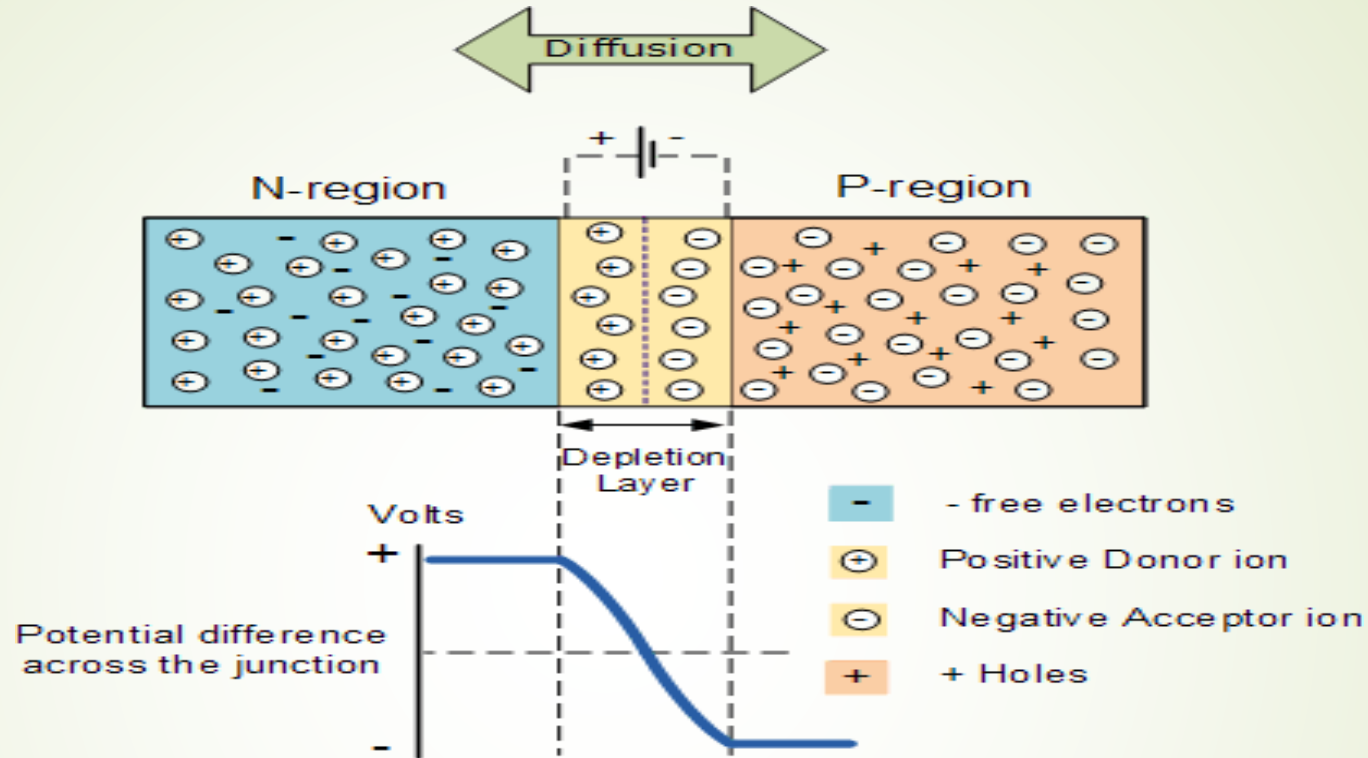 Diffusion
+ -
N-region
P-region
Depletion
Layer
Volts
+
Potential difference
across the junction
-
- - free electrons
+ Positive Donor ion
- Negative Acceptor ion
+ + Holes